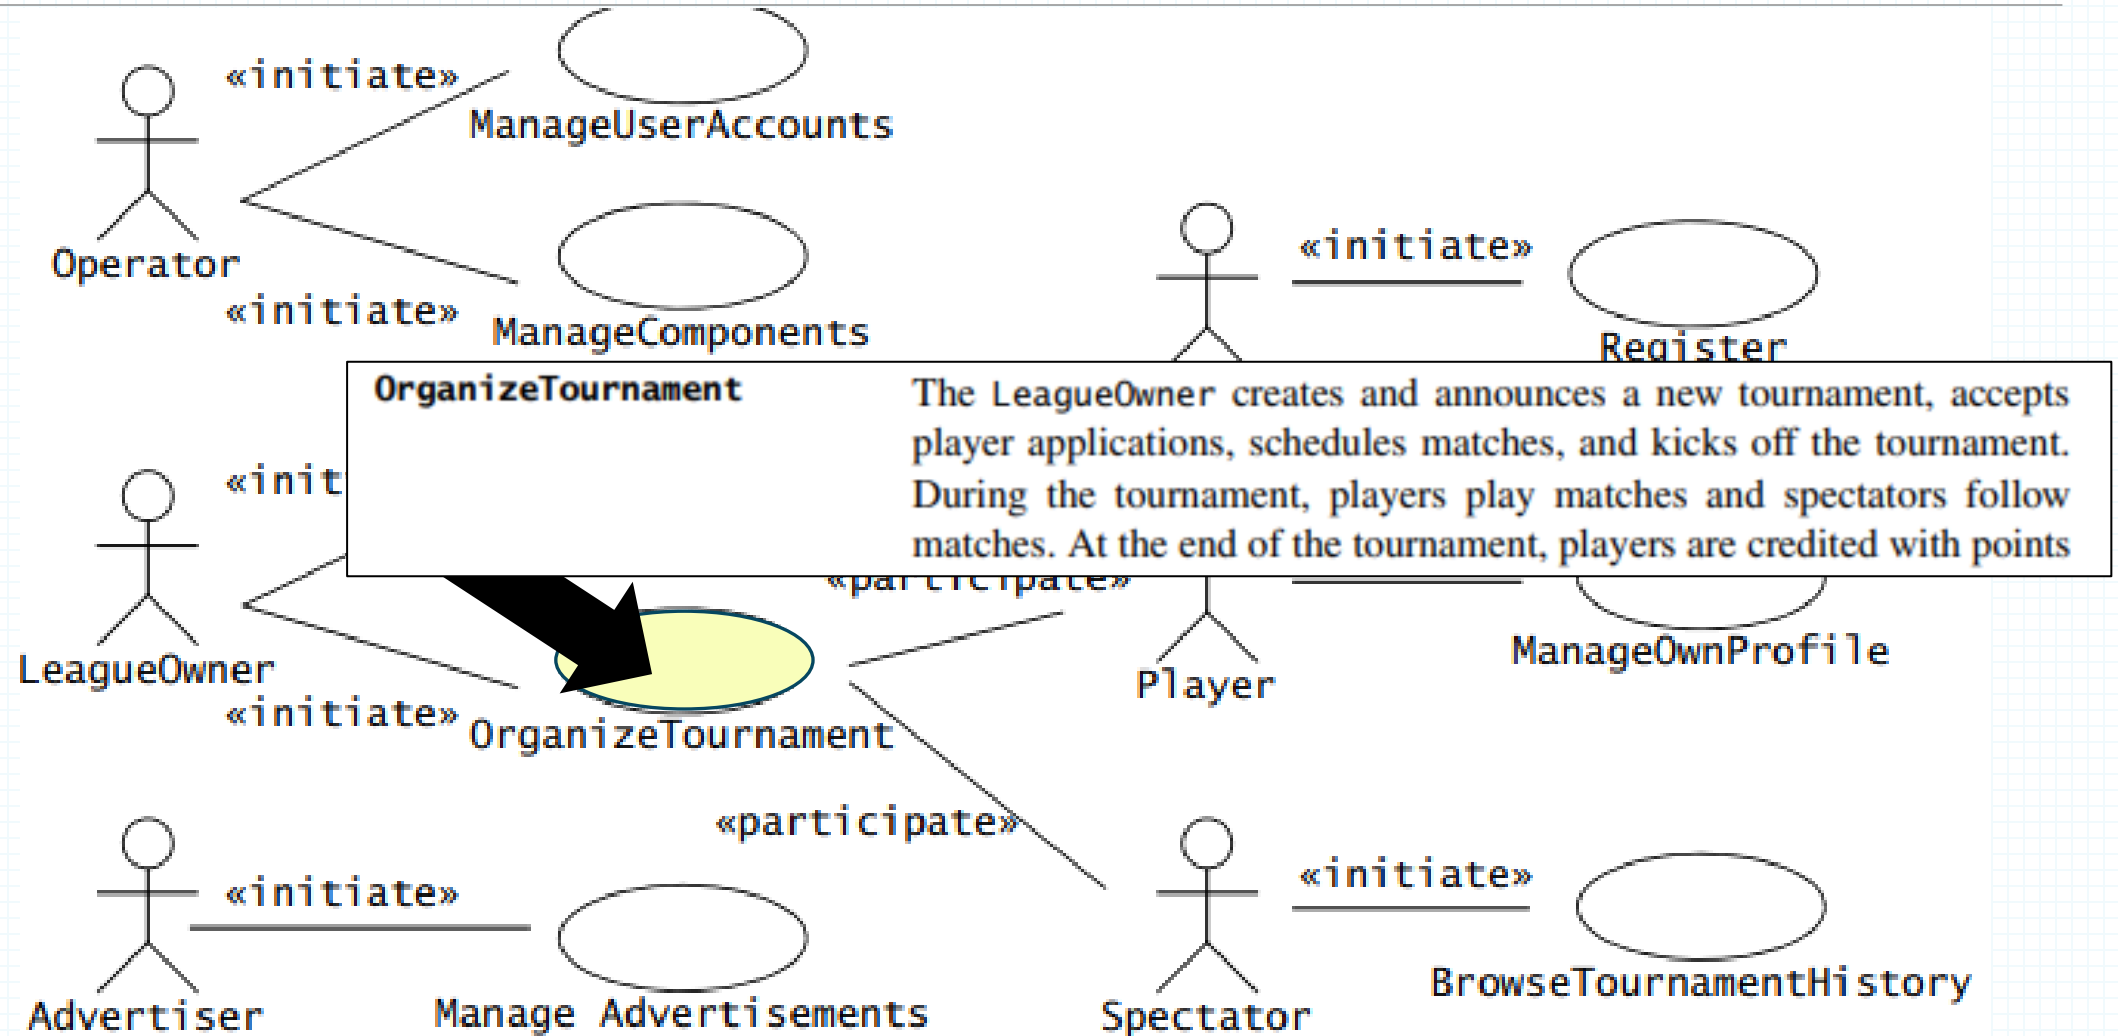 «initiate»
ManageUserAccounts
Operator
«initiate»
ManageComponents
«initiate»
Register
OrganizeTournament
The LeagueOwner creates and announces a new tournament, accepts
player applications, schedules matches, and kicks off the tournament.
During the tournament, players play matches and spectators follow
matches. At the end of the tournament, players are credited with points
«init
«participate»
LeagueOwner
«initiate»
OrganizeTournament
Player
ManageOwnProfile
«participate»
«initiate»
Advertiser
Manage Advertisements
«initiate»
Spectator
BrowseTournamentHistory